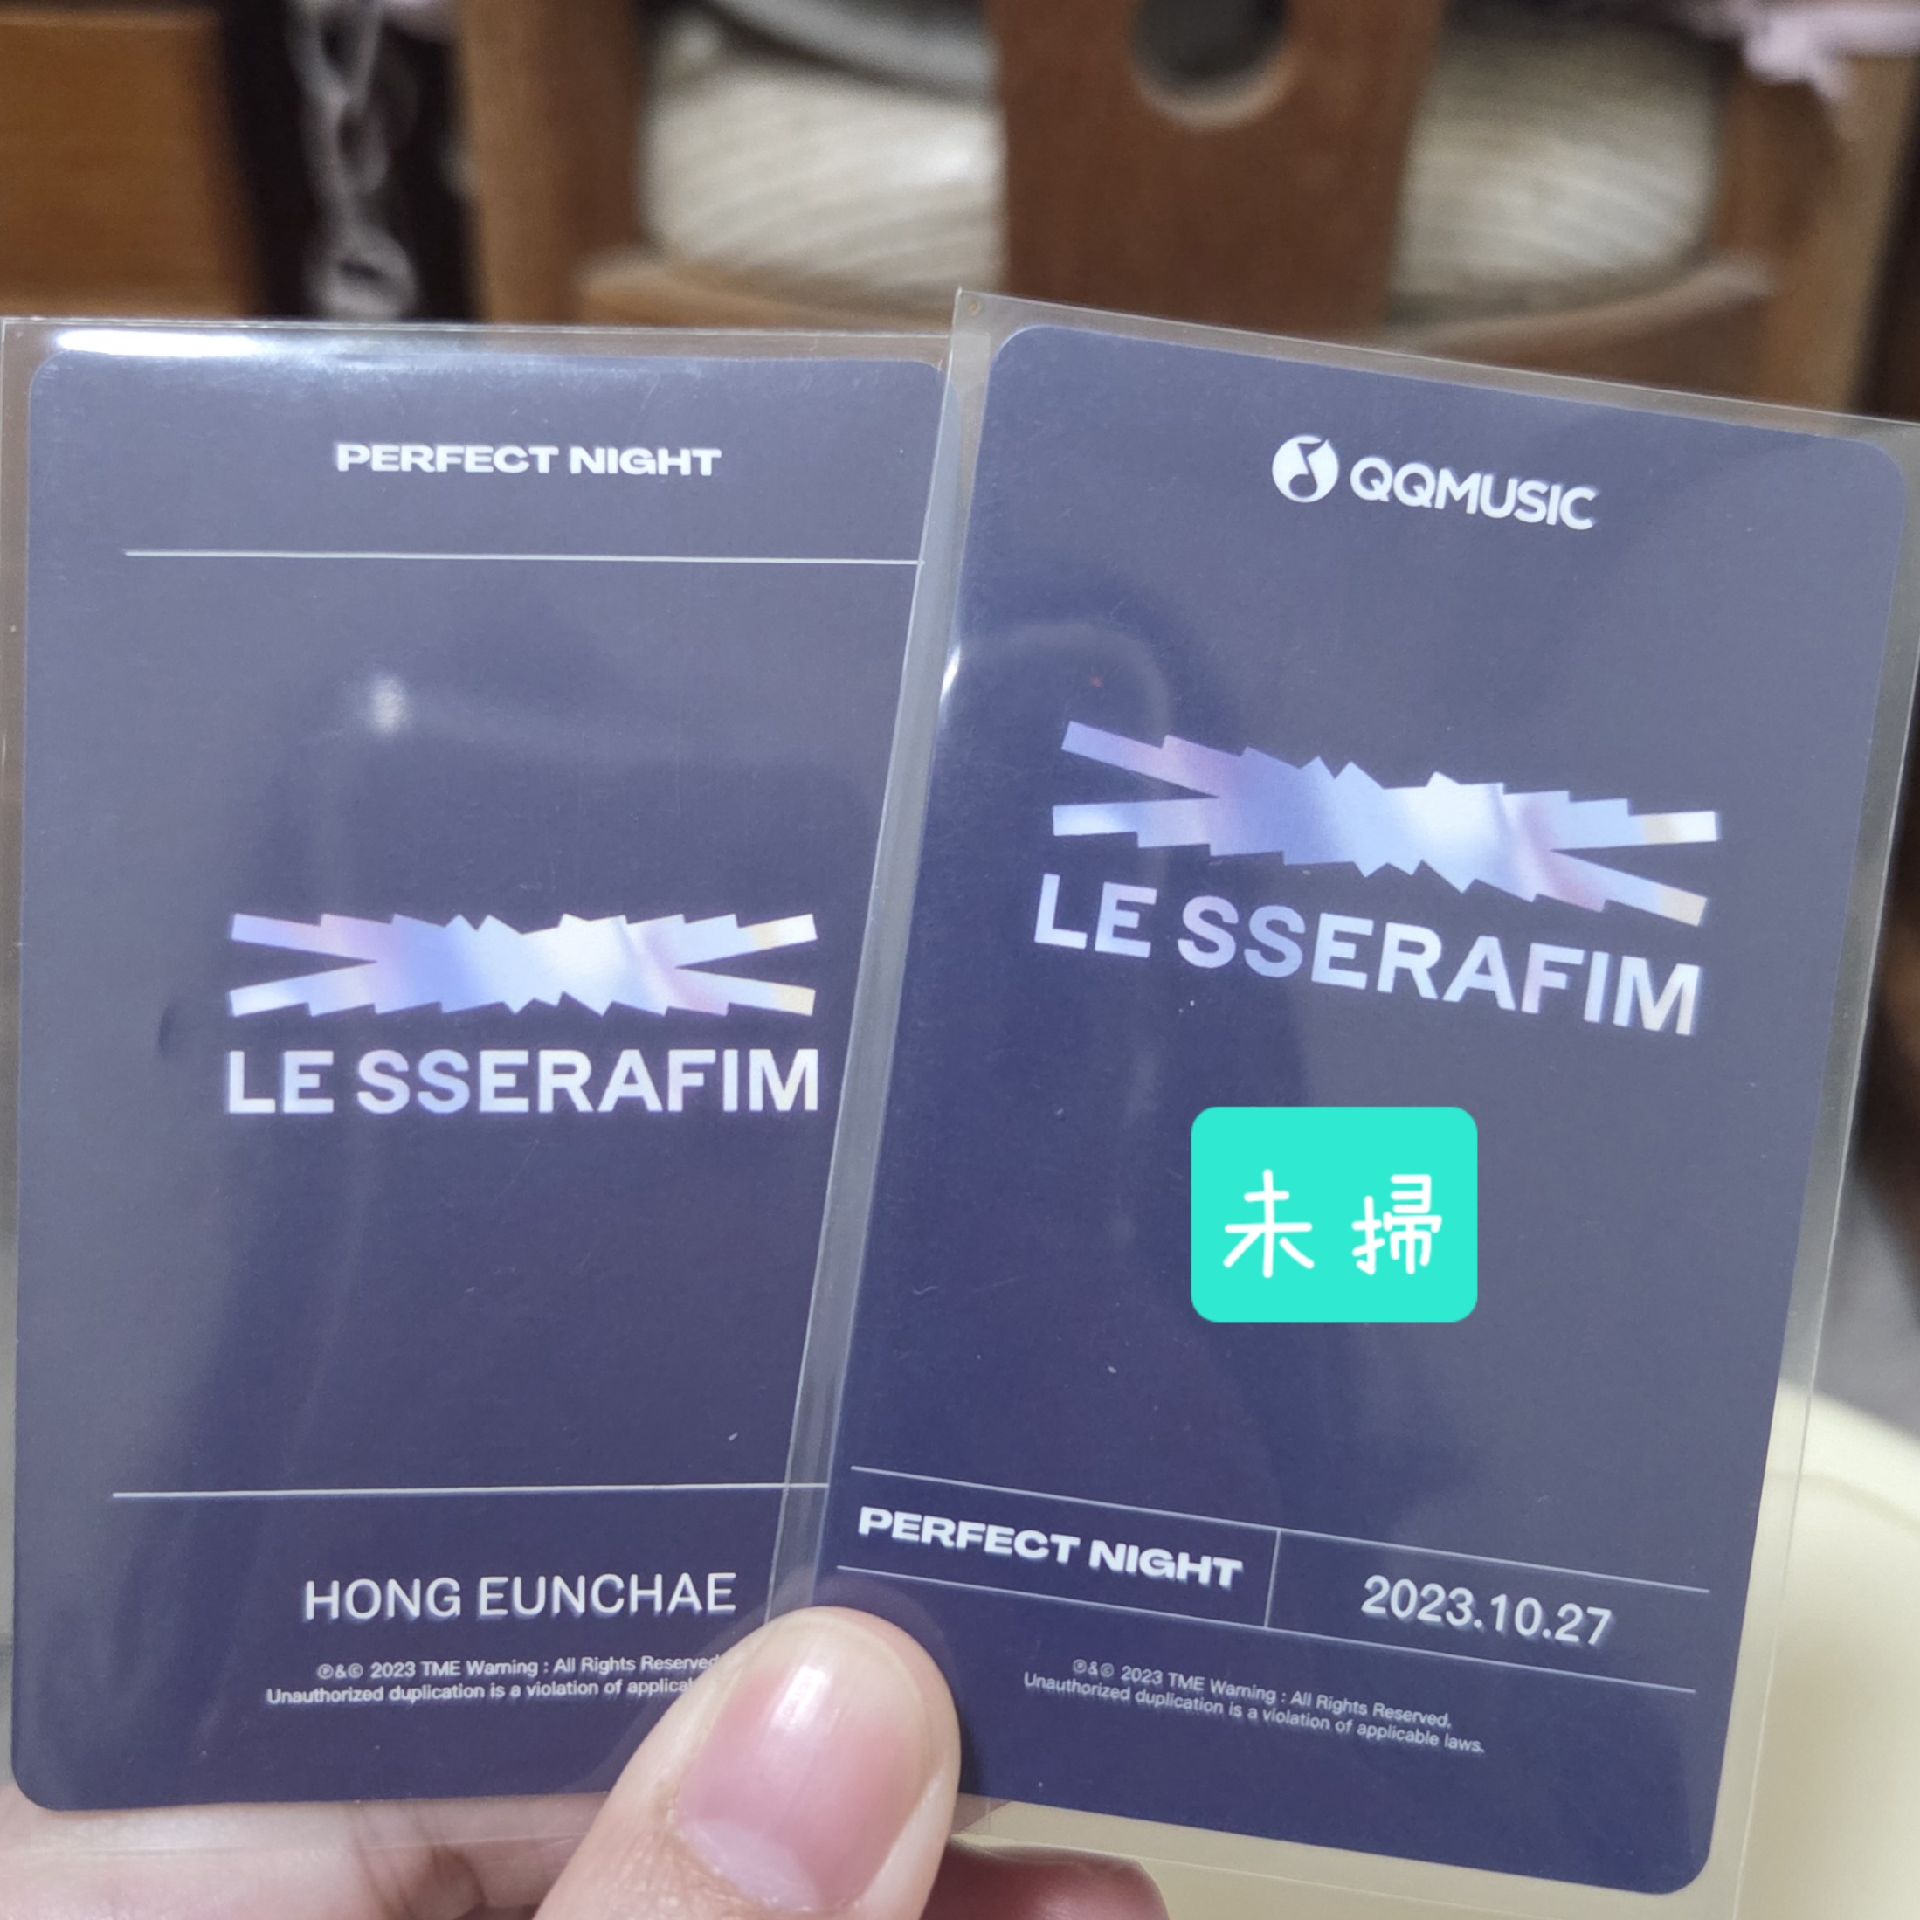 PERFECT NIGHT
LE SSERAFIM
HONG EUNCHAE
℗&© 2023 TME Warning : All Rights Reserved
Unauthorized duplication is a violation of
QQMUSIC
LE SSERAFIM
未掃
PERFECT NIGHT
2023.10.27
℗&© 2023 TME Warning : All Rights Reserved.
Unauthorized duplication is a violation of applicable laws.